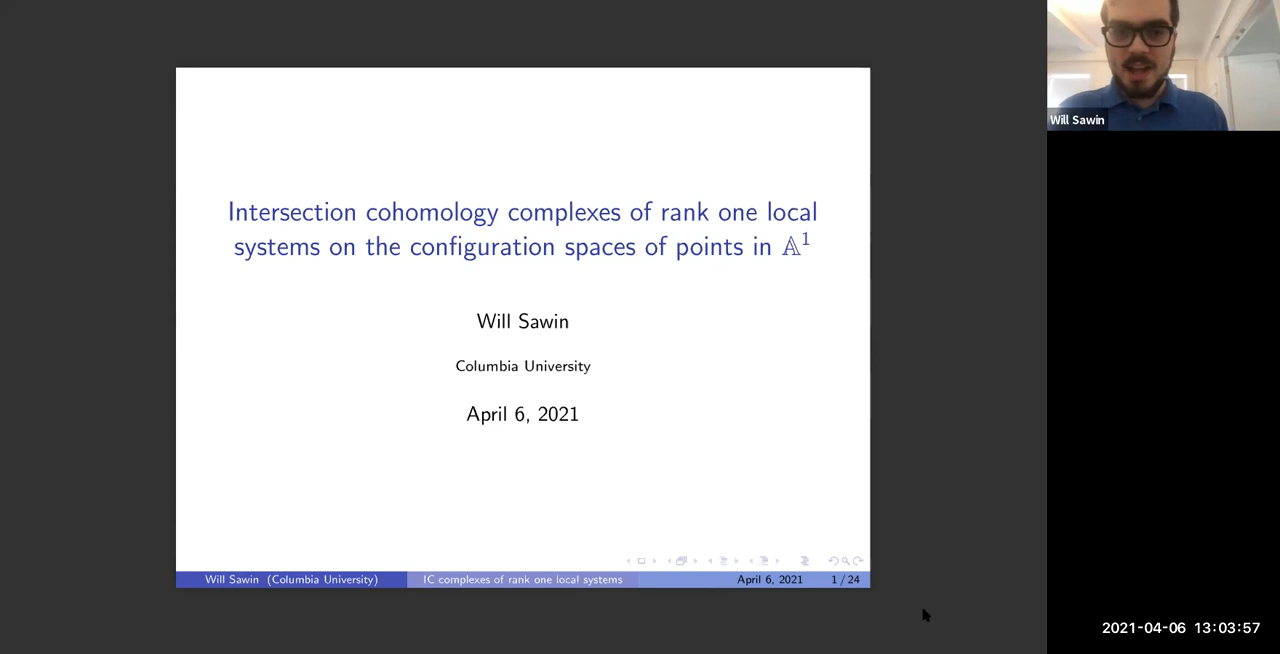 Intersection cohomology complexes of rank one local
systems on the configuration spaces of points in 𝔸¹
Will Sawin
Columbia University
April 6, 2021
Will Sawin (Columbia University)
IC complexes of rank one local systems
April 6, 2021
1 / 24
Will Sawin
2021-04-06 13:03:57